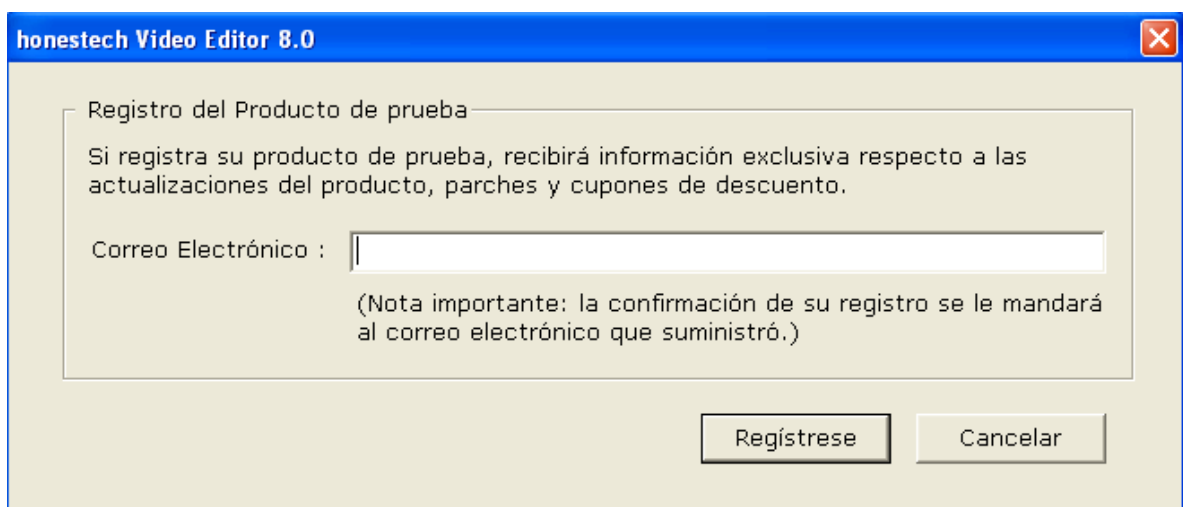 honestech Video Editor 8.0
Registro del Producto de prueba
Si registra su producto de prueba, recibirá información exclusiva respecto a las
actualizaciones del producto, parches y cupones de descuento.
Correo Electrónico :
(Nota importante: la confirmación de su registro se le mandará
al correo electrónico que suministró.)
Regístrese
Cancelar